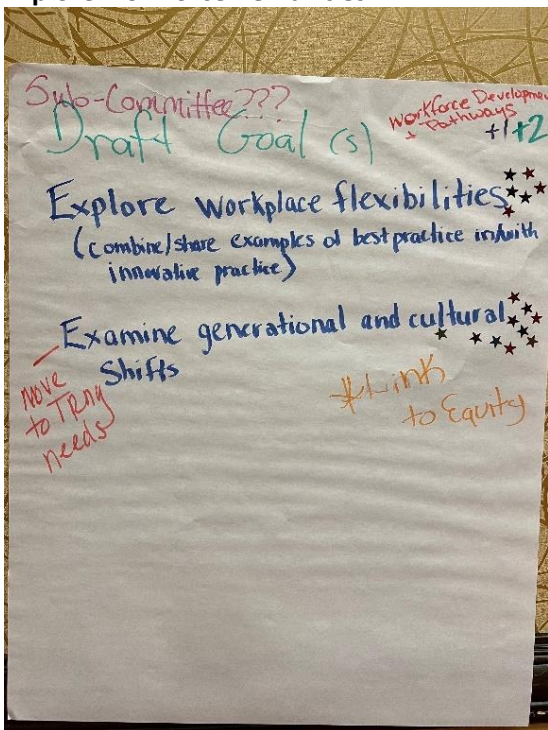 Sub-Committee???
Workforce Development
+ Pathways
Draft Goal (s) +1 +2
Explore workplace flexibilities
(combine/share examples of best practice in/with
innovative practice)
Examine generational and cultural
Shifts
— Move
to TRng
needs
*Link
to Equity